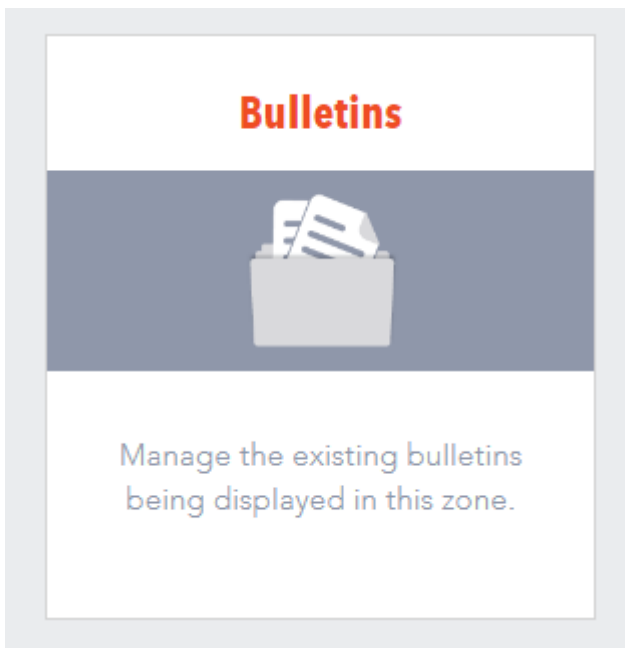 Bulletins
Manage the existing bulletins
being displayed in this zone.